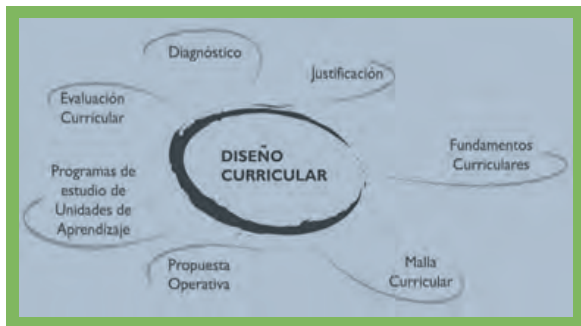 Diagnóstico
Justificación
Fundamentos
Curriculares
Malla
Curricular
Propuesta
Operativa
Programas de
estudio de
Unidades de
Aprendizaje
Evaluación
Curricular
DISEÑO
CURRICULAR